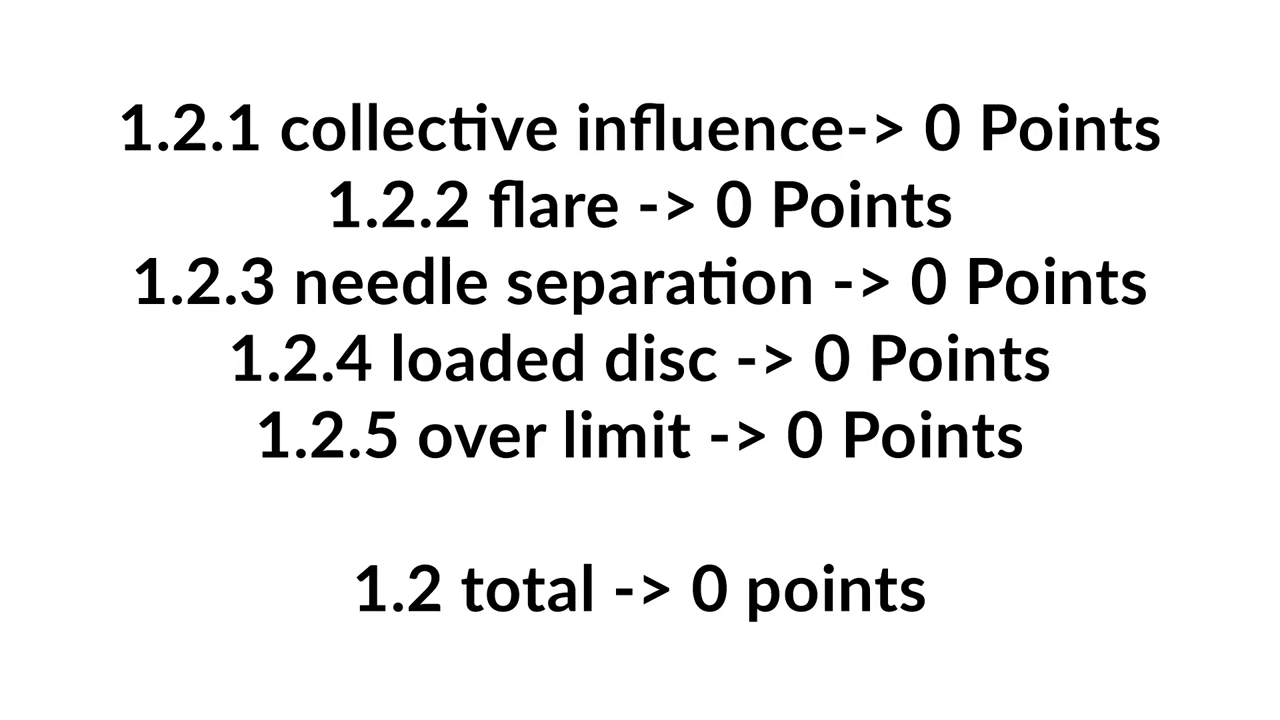 1.2.1 collective influence-> 0 Points
1.2.2 flare -> 0 Points
1.2.3 needle separation -> 0 Points
1.2.4 loaded disc -> 0 Points
1.2.5 over limit -> 0 Points
1.2 total -> 0 points